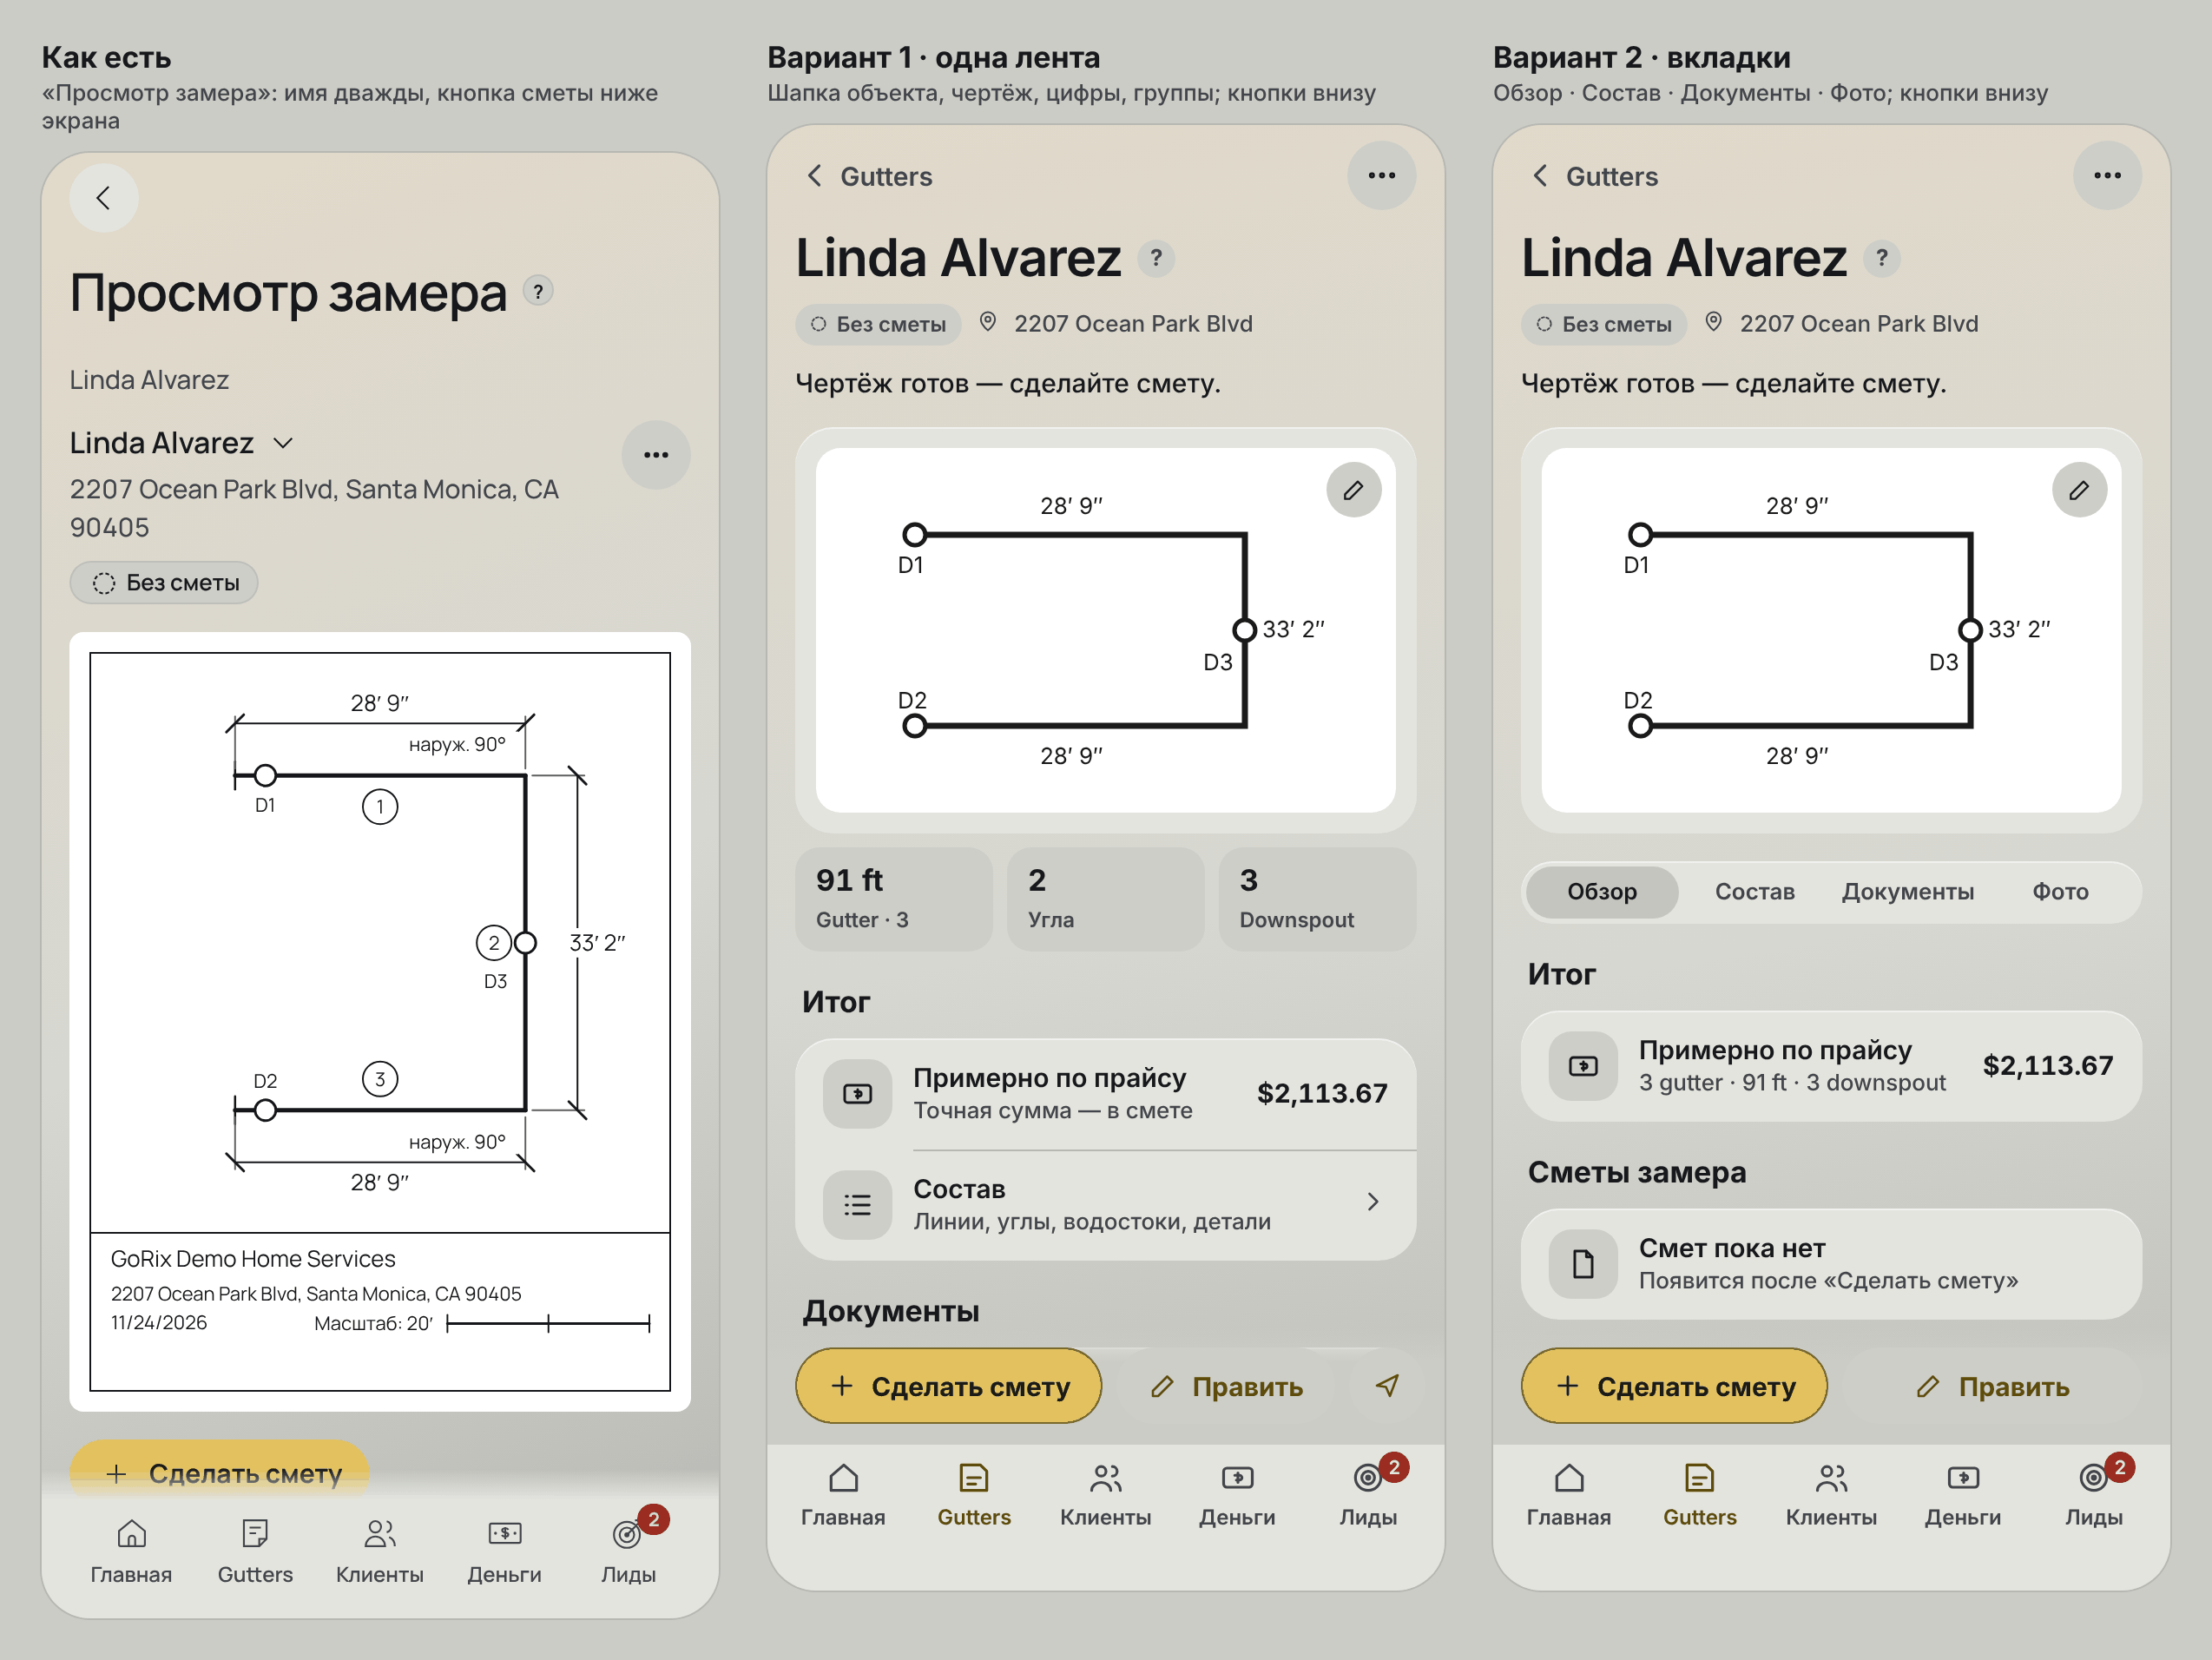 Как есть
«Просмотр замера»: имя дважды, кнопка сметы ниже
экрана
Просмотр замера ?
Linda Alvarez
Linda Alvarez
2207 Ocean Park Blvd, Santa Monica, CA
90405
Без сметы
28′ 9″
наруж. 90°
D1
1
2
33′ 2″
D3
D2
3
наруж. 90°
28′ 9″
GoRix Demo Home Services
2207 Ocean Park Blvd, Santa Monica, CA 90405
11/24/2026
Масштаб: 20′
+ Сделать смету
Главная
Gutters
Клиенты
Деньги
2
Лиды
Вариант 1 · одна лента
Шапка объекта, чертёж, цифры, группы; кнопки внизу
Gutters
Linda Alvarez ?
Без сметы
2207 Ocean Park Blvd
Чертёж готов — сделайте смету.
28′ 9″
D1
33′ 2″
D3
D2
28′ 9″
91 ft
Gutter · 3
2
Угла
3
Downspout
Итог
Примерно по прайсу
Точная сумма — в смете
$2,113.67
Состав
Линии, углы, водостоки, детали
Документы
+ Сделать смету
Править
Главная
Gutters
Клиенты
Деньги
2
Лиды
Вариант 2 · вкладки
Обзор · Состав · Документы · Фото; кнопки внизу
Gutters
Linda Alvarez ?
Без сметы
2207 Ocean Park Blvd
Чертёж готов — сделайте смету.
28′ 9″
D1
33′ 2″
D3
D2
28′ 9″
Обзор
Состав
Документы
Фото
Итог
Примерно по прайсу
3 gutter · 91 ft · 3 downspout
$2,113.67
Сметы замера
Смет пока нет
Появится после «Сделать смету»
+ Сделать смету
Править
Главная
Gutters
Клиенты
Деньги
2
Лиды